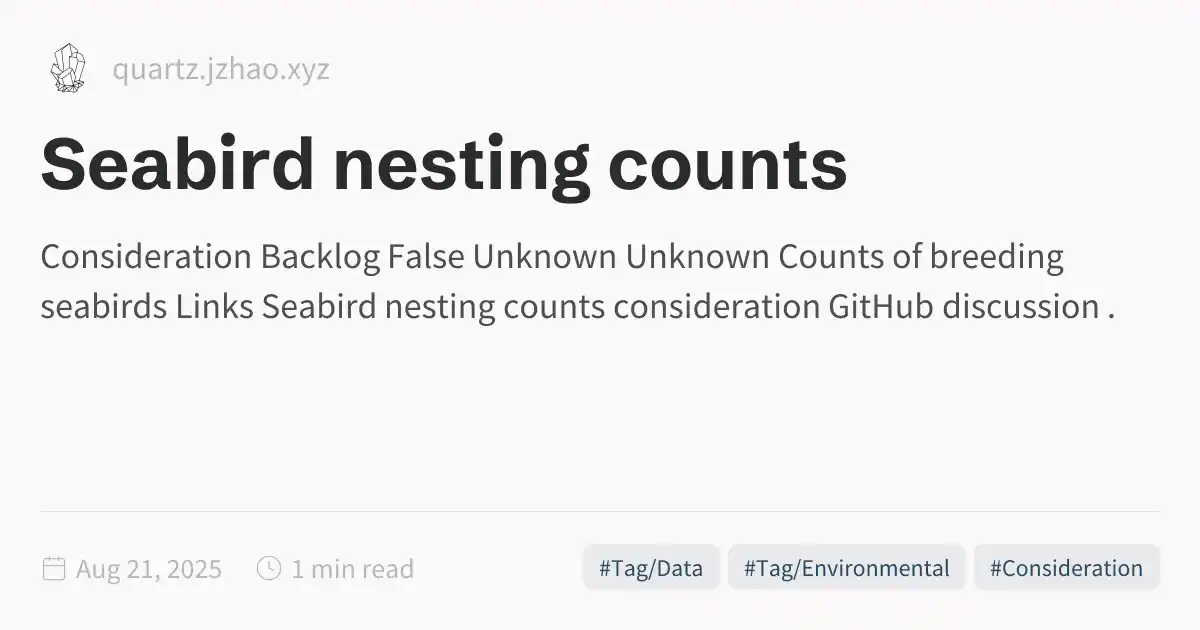 quartz.jzhao.xyz
Seabird nesting counts
Consideration Backlog False Unknown Unknown Counts of breeding
seabirds Links Seabird nesting counts consideration GitHub discussion .
Aug 21, 2025 1 min read #Tag/Data #Tag/Environmental #Consideration